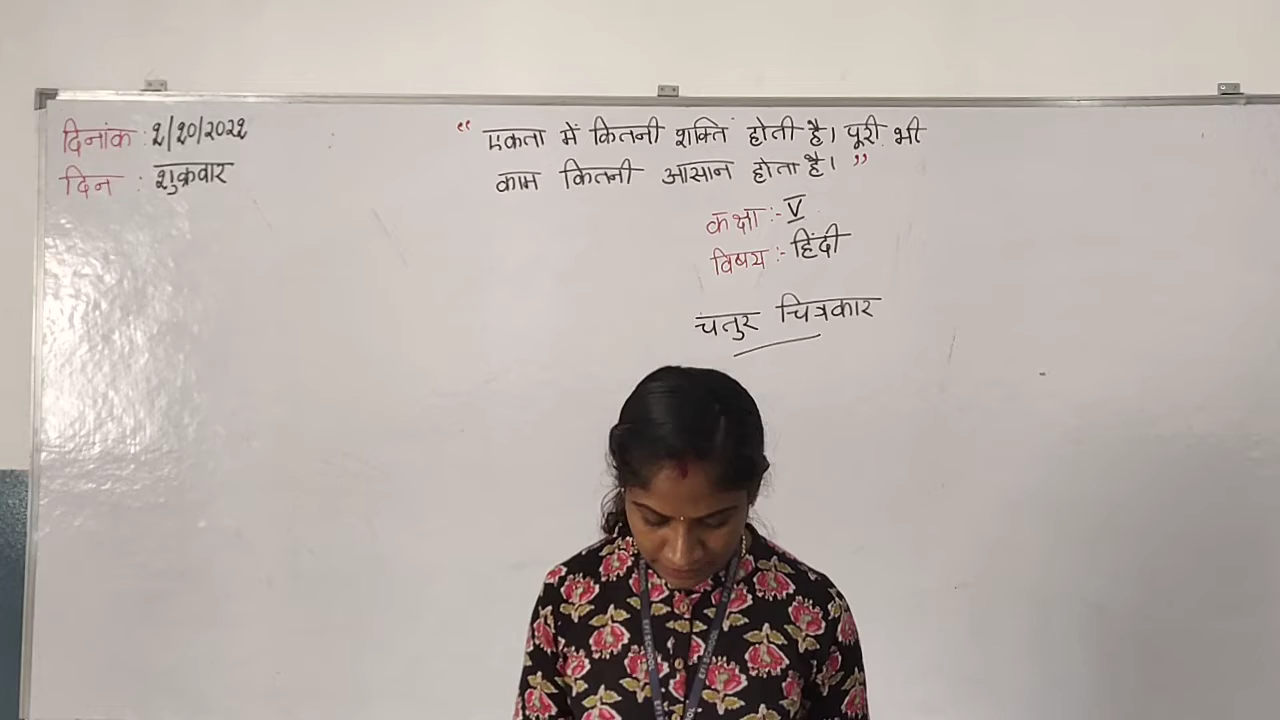 दिनांक : 2/20/2022
दिन : शुक्रवार
“ एकता में कितनी शक्ति होती है। पूरी भी
काम कितनी आसान होता है। ”
कक्षा :- V
विषय :- हिंदी
चतुर चित्रकार